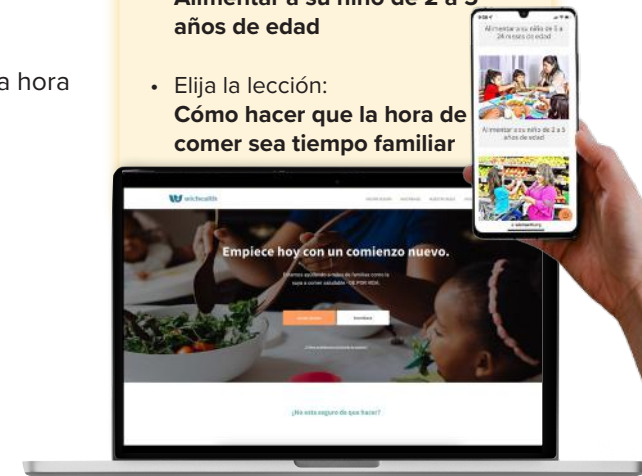 a hora
Alimentar a su niño de 2 a 5
años de edad
• Elija la lección:
Cómo hacer que la hora de
comer sea tiempo familiar
Alimentar a su niño de 6 a
24 meses de edad
Alimentar a su niño de 2 a 5
años de edad
wichealth
Empiece hoy con un comienzo nuevo.
¿No esta seguro de que hacer?